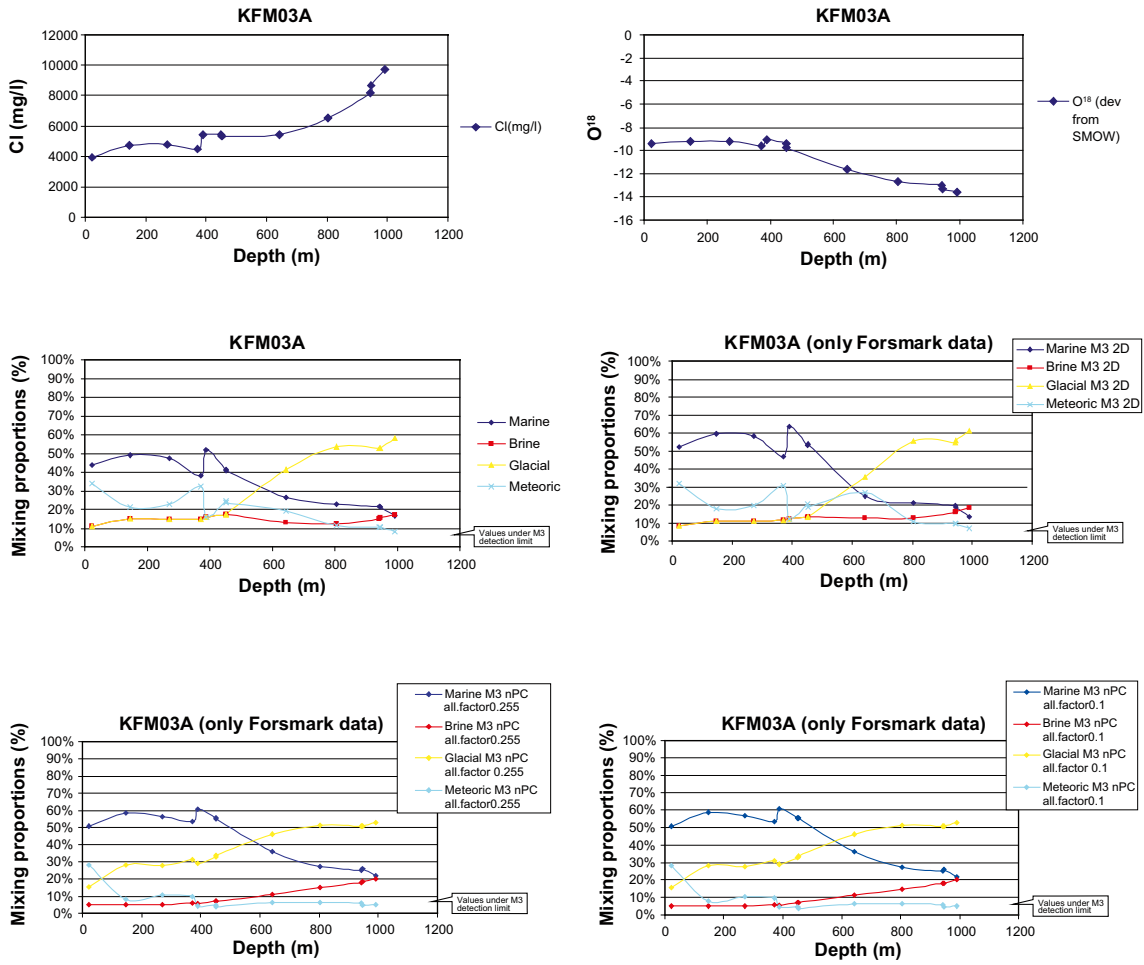 KFM03A
12000
10000
8000
6000
4000
2000
0
Cl (mg/l)
0 200 400 600 800 1000 1200
Depth (m)
Cl(mg/l)
KFM03A
0
-2
-4
-6
-8
-10
-12
-14
-16
O18
0 200 400 600 800 1000 1200
Depth (m)
O18 (dev
from
SMOW)
KFM03A
100%
90%
80%
70%
60%
50%
40%
30%
20%
10%
0%
Mixing proportions (%)
0 200 400 600 800 1000 1200
Depth (m)
Marine
Brine
Glacial
Meteoric
Values under M3
detection limit
KFM03A (only Forsmark data)
100%
90%
80%
70%
60%
50%
40%
30%
20%
10%
0%
Mixing proportions (%)
0 200 400 600 800 1000 1200
Depth (m)
Marine M3 2D
Brine M3 2D
Glacial M3 2D
Meteoric M3 2D
Values under M3
detection limit
KFM03A (only Forsmark data)
100%
90%
80%
70%
60%
50%
40%
30%
20%
10%
0%
Mixing proportions (%)
0 200 400 600 800 1000 1200
Depth (m)
Marine M3 nPC
all.factor0.255
Brine M3 nPC
all.factor0.255
Glacial M3 nPC
all.factor 0.255
Meteoric M3 nPC
all.factor0.255
Values under M3
detection limit
KFM03A (only Forsmark data)
100%
90%
80%
70%
60%
50%
40%
30%
20%
10%
0%
Mixing proportions (%)
0 200 400 600 800 1000 1200
Depth (m)
Marine M3 nPC
all.factor0.1
Brine M3 nPC
all.factor0.1
Glacial M3 nPC
all.factor 0.1
Meteoric M3 nPC
all.factor0.1
Values under M3
detection limit